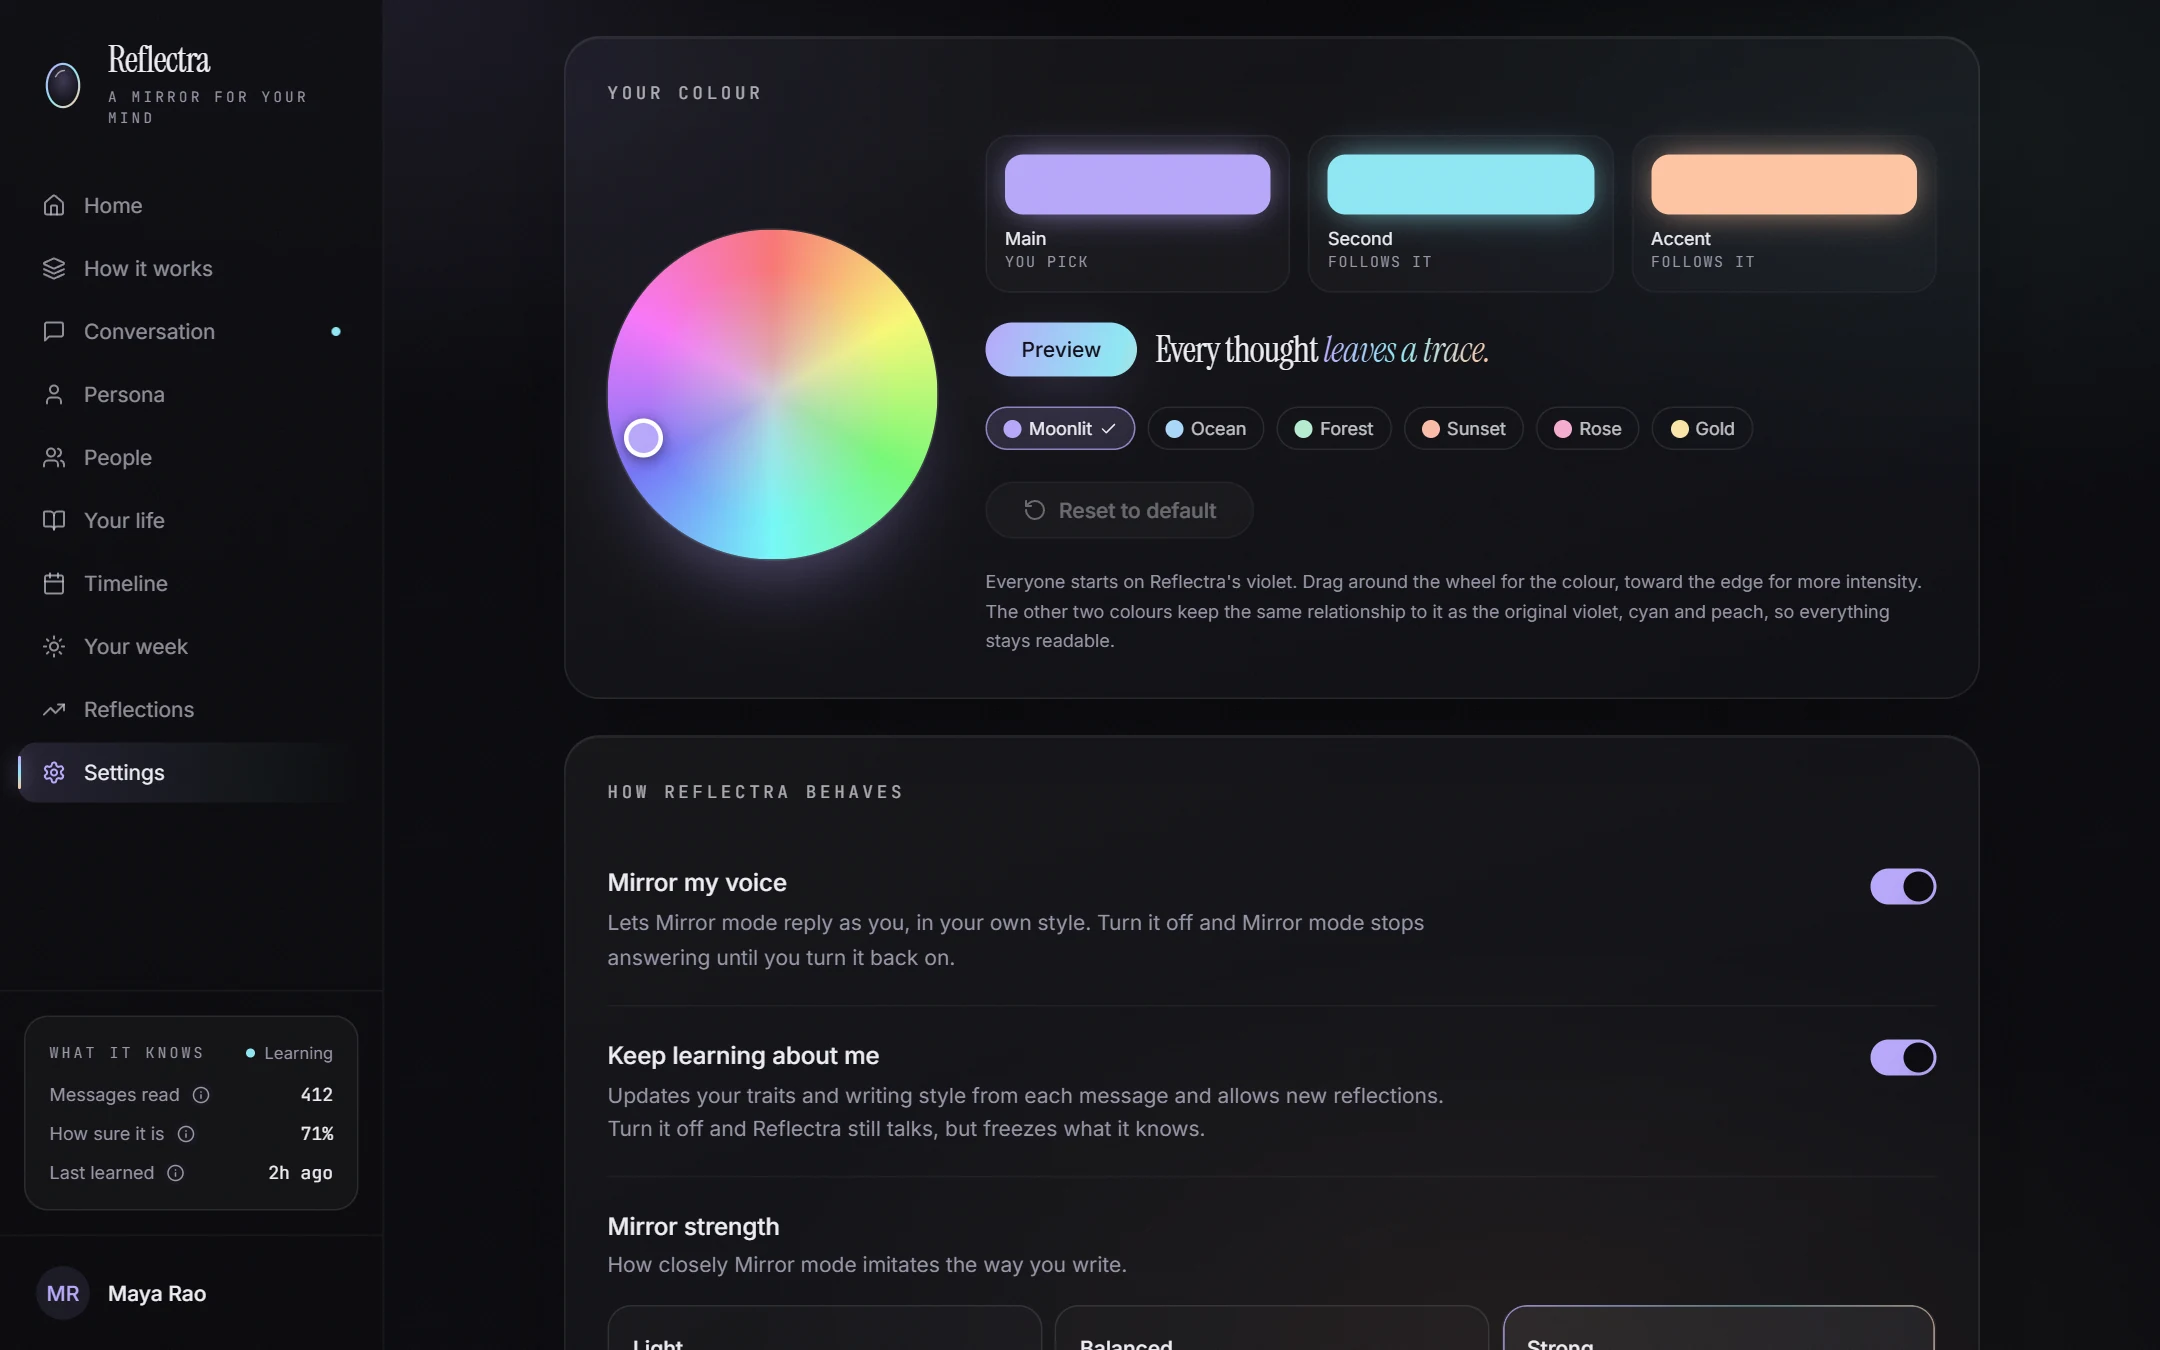 Reflectra
A MIRROR FOR YOUR
MIND
Home
How it works
Conversation
Persona
People
Your life
Timeline
Your week
Reflections
Settings
WHAT IT KNOWS
Learning
Messages read
412
How sure it is
71%
Last learned
2h ago
MR
Maya Rao
YOUR COLOUR
Main
YOU PICK
Second
FOLLOWS IT
Accent
FOLLOWS IT
Preview
Every thought leaves a trace.
Moonlit
Ocean
Forest
Sunset
Rose
Gold
Reset to default
Everyone starts on Reflectra's violet. Drag around the wheel for the colour, toward the edge for more intensity.
The other two colours keep the same relationship to it as the original violet, cyan and peach, so everything
stays readable.
HOW REFLECTRA BEHAVES
Mirror my voice
Lets Mirror mode reply as you, in your own style. Turn it off and Mirror mode stops
answering until you turn it back on.
Keep learning about me
Updates your traits and writing style from each message and allows new reflections.
Turn it off and Reflectra still talks, but freezes what it knows.
Mirror strength
How closely Mirror mode imitates the way you write.
Light
Balanced
Strong